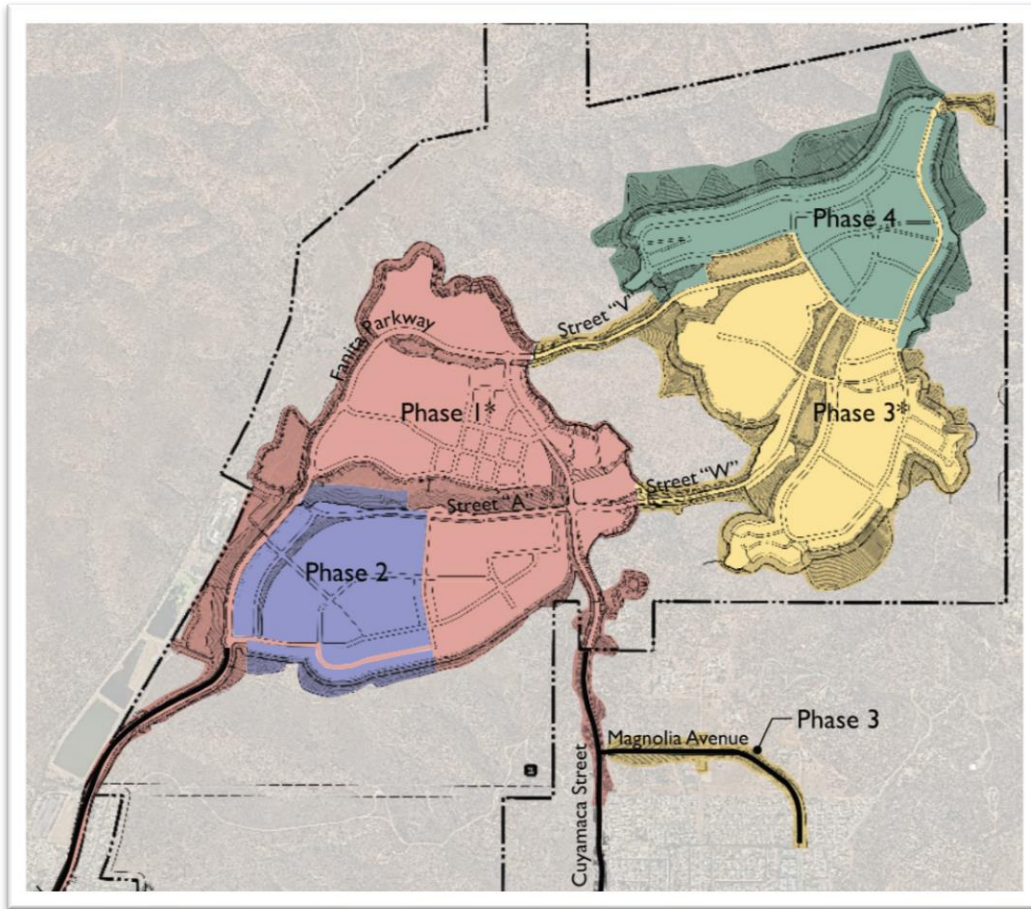 Phase 4
Street "V"
Fanita Parkway
Phase 1*
Phase 3*
Street "W"
Street "A"
Phase 2
Phase 3
Magnolia Avenue
Cuyamaca Street